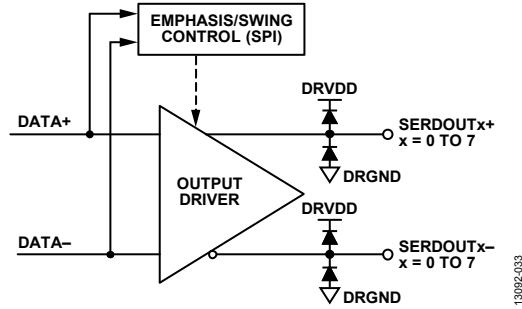 EMPHASIS/SWING
CONTROL (SPI)
DRVDD
DATA+
SERDOUTx+
x = 0 TO 7
DRGND
OUTPUT
DRIVER
DRVDD
DATA–
SERDOUTx–
x = 0 TO 7
DRGND
13092-033